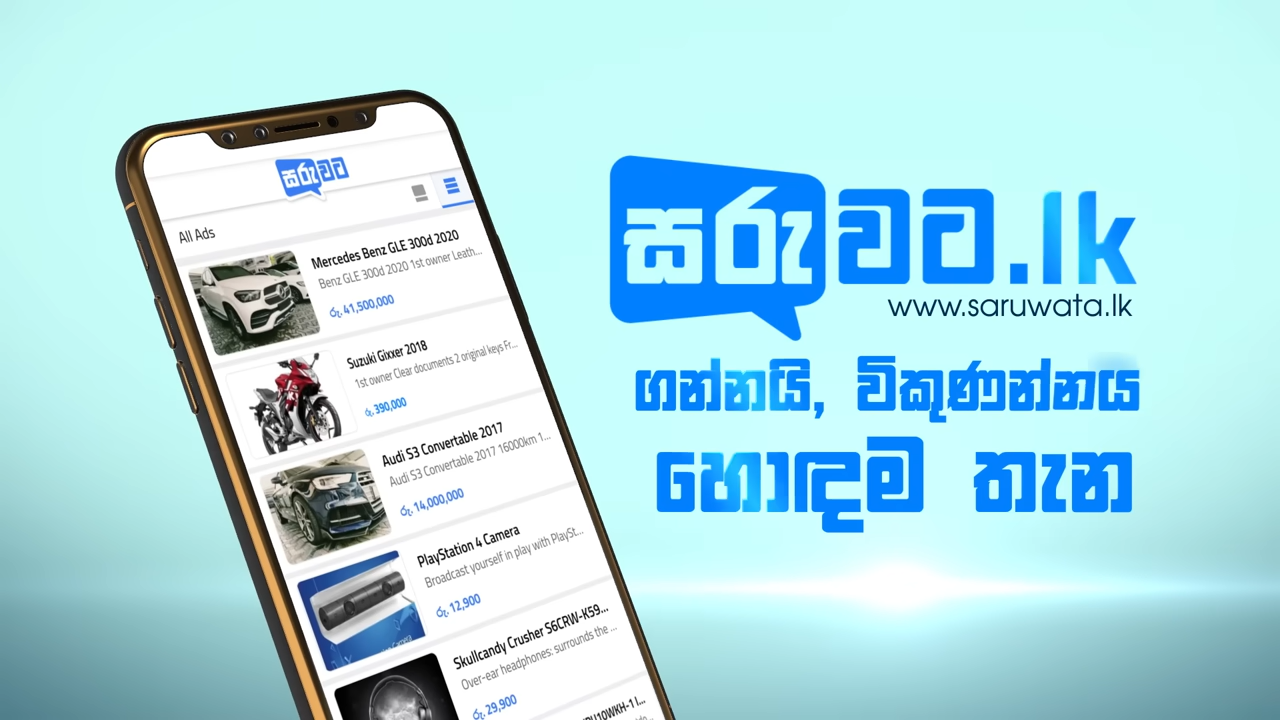 සරුවට
All Ads
Mercedes Benz GLE 300d 2020
Benz GLE 300d 2020 1st owner Leath...
රු. 41,500,000
Suzuki Gixxer 2018
1st owner Clear documents 2 original keys Fr...
රු. 390,000
Audi S3 Convertable 2017
Audi S3 Convertable 2017 16000km 1...
රු. 14,000,000
PlayStation 4 Camera
Broadcast yourself in play with PlaySt...
රු. 12,900
Skullcandy Crusher S6CRW-K59...
Over-ear headphones: surrounds the ...
රු. 29,900
සරුවට.lk
www.saruwata.lk
ගන්නයි, විකුණන්නය
හොඳම තැන